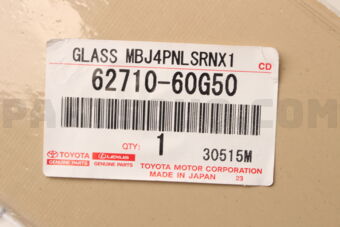 GLASS MBJ4PNLSRNX1
CD
62710-60G50
QTY:
1
30515M
TOYOTA
GENUINE PARTS
LEXUS
GENUINE PARTS
TOYOTA MOTOR CORPORATION
MADE IN JAPAN 23